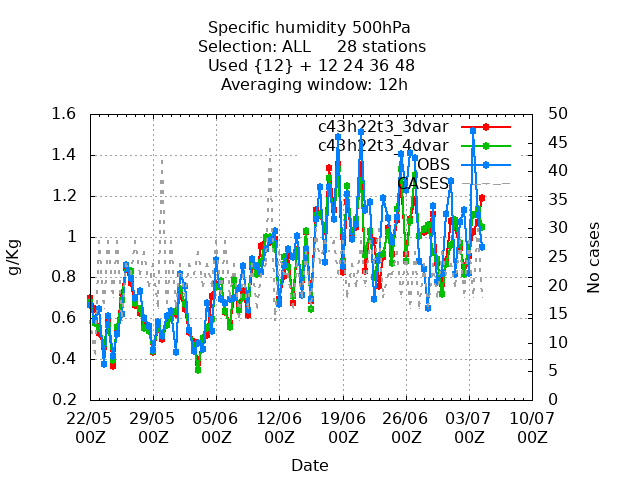 Specific humidity 500hPa
Selection: ALL 28 stations
Used {12} + 12 24 36 48
Averaging window: 12h
1.6
1.4
1.2
1
0.8
0.6
0.4
0.2
g/Kg
c43h22t3_3dvar
c43h22t3_4dvar
OBS
CASES
50
45
40
35
30
25
20
15
10
5
0
No cases
22/05 29/05 05/06 12/06 19/06 26/06 03/07 10/07
00Z 00Z 00Z 00Z 00Z 00Z 00Z 00Z
Date